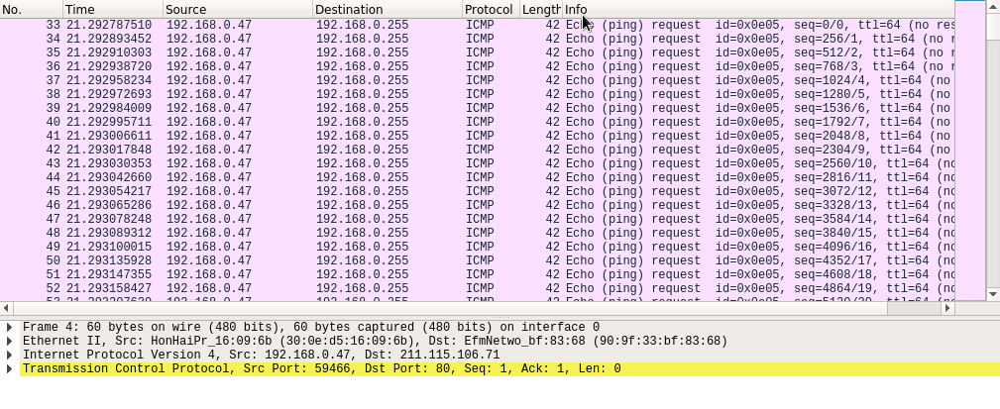 No. Time Source Destination Protocol Length Info
33 21.292787510 192.168.0.47 192.168.0.255 ICMP 42 Echo (ping) request id=0x0e05, seq=0/0, ttl=64 (no res
34 21.292893452 192.168.0.47 192.168.0.255 ICMP 42 Echo (ping) request id=0x0e05, seq=256/1, ttl=64 (no r
35 21.292910303 192.168.0.47 192.168.0.255 ICMP 42 Echo (ping) request id=0x0e05, seq=512/2, ttl=64 (no r
36 21.292938720 192.168.0.47 192.168.0.255 ICMP 42 Echo (ping) request id=0x0e05, seq=768/3, ttl=64 (no r
37 21.292958234 192.168.0.47 192.168.0.255 ICMP 42 Echo (ping) request id=0x0e05, seq=1024/4, ttl=64 (no
38 21.292972693 192.168.0.47 192.168.0.255 ICMP 42 Echo (ping) request id=0x0e05, seq=1280/5, ttl=64 (no
39 21.292984009 192.168.0.47 192.168.0.255 ICMP 42 Echo (ping) request id=0x0e05, seq=1536/6, ttl=64 (no
40 21.292995711 192.168.0.47 192.168.0.255 ICMP 42 Echo (ping) request id=0x0e05, seq=1792/7, ttl=64 (no
41 21.293006611 192.168.0.47 192.168.0.255 ICMP 42 Echo (ping) request id=0x0e05, seq=2048/8, ttl=64 (no
42 21.293017848 192.168.0.47 192.168.0.255 ICMP 42 Echo (ping) request id=0x0e05, seq=2304/9, ttl=64 (no
43 21.293030353 192.168.0.47 192.168.0.255 ICMP 42 Echo (ping) request id=0x0e05, seq=2560/10, ttl=64 (no
44 21.293042660 192.168.0.47 192.168.0.255 ICMP 42 Echo (ping) request id=0x0e05, seq=2816/11, ttl=64 (no
45 21.293054217 192.168.0.47 192.168.0.255 ICMP 42 Echo (ping) request id=0x0e05, seq=3072/12, ttl=64 (no
46 21.293065286 192.168.0.47 192.168.0.255 ICMP 42 Echo (ping) request id=0x0e05, seq=3328/13, ttl=64 (no
47 21.293078248 192.168.0.47 192.168.0.255 ICMP 42 Echo (ping) request id=0x0e05, seq=3584/14, ttl=64 (no
48 21.293089312 192.168.0.47 192.168.0.255 ICMP 42 Echo (ping) request id=0x0e05, seq=3840/15, ttl=64 (no
49 21.293100015 192.168.0.47 192.168.0.255 ICMP 42 Echo (ping) request id=0x0e05, seq=4096/16, ttl=64 (no
50 21.293135928 192.168.0.47 192.168.0.255 ICMP 42 Echo (ping) request id=0x0e05, seq=4352/17, ttl=64 (no
51 21.293147355 192.168.0.47 192.168.0.255 ICMP 42 Echo (ping) request id=0x0e05, seq=4608/18, ttl=64 (no
52 21.293158427 192.168.0.47 192.168.0.255 ICMP 42 Echo (ping) request id=0x0e05, seq=4864/19, ttl=64 (no
Frame 4: 60 bytes on wire (480 bits), 60 bytes captured (480 bits) on interface 0
Ethernet II, Src: HonHaiPr_16:09:6b (30:0e:d5:16:09:6b), Dst: EfmNetwo_bf:83:68 (90:9f:33:bf:83:68)
Internet Protocol Version 4, Src: 192.168.0.47, Dst: 211.115.106.71
Transmission Control Protocol, Src Port: 59466, Dst Port: 80, Seq: 1, Ack: 1, Len: 0